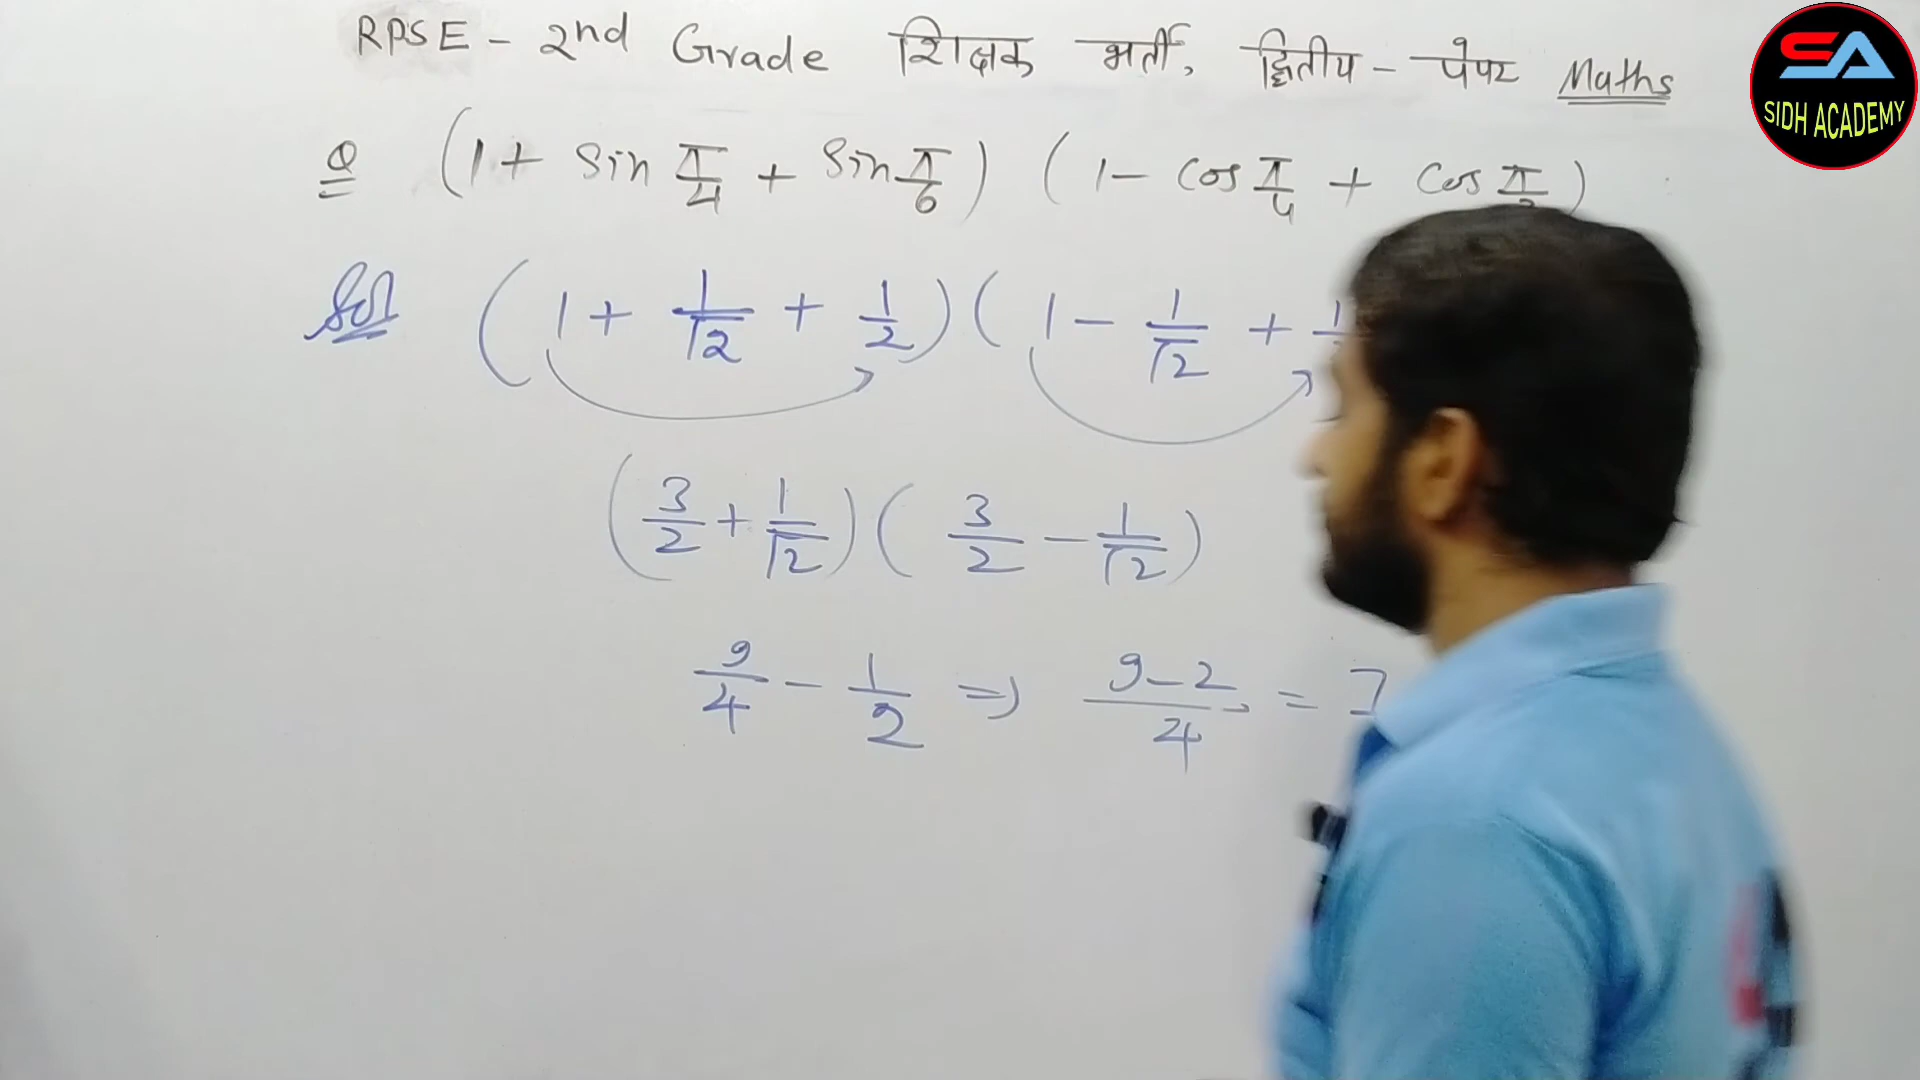 RPSE - 2nd Grade शिक्षक भर्ती, द्वितीय - पेपर Maths
SA
SIDH ACADEMY
Q (1 + sin π/4 + sin π/6) (1 - cos π/4 + cos π/3)
Sol (1 + 1/√2 + 1/2) (1 - 1/√2 + 1/
(3/2 + 1/√2) (3/2 - 1/√2)
9/4 - 1/2 ⇒ 9-2/4 = 7